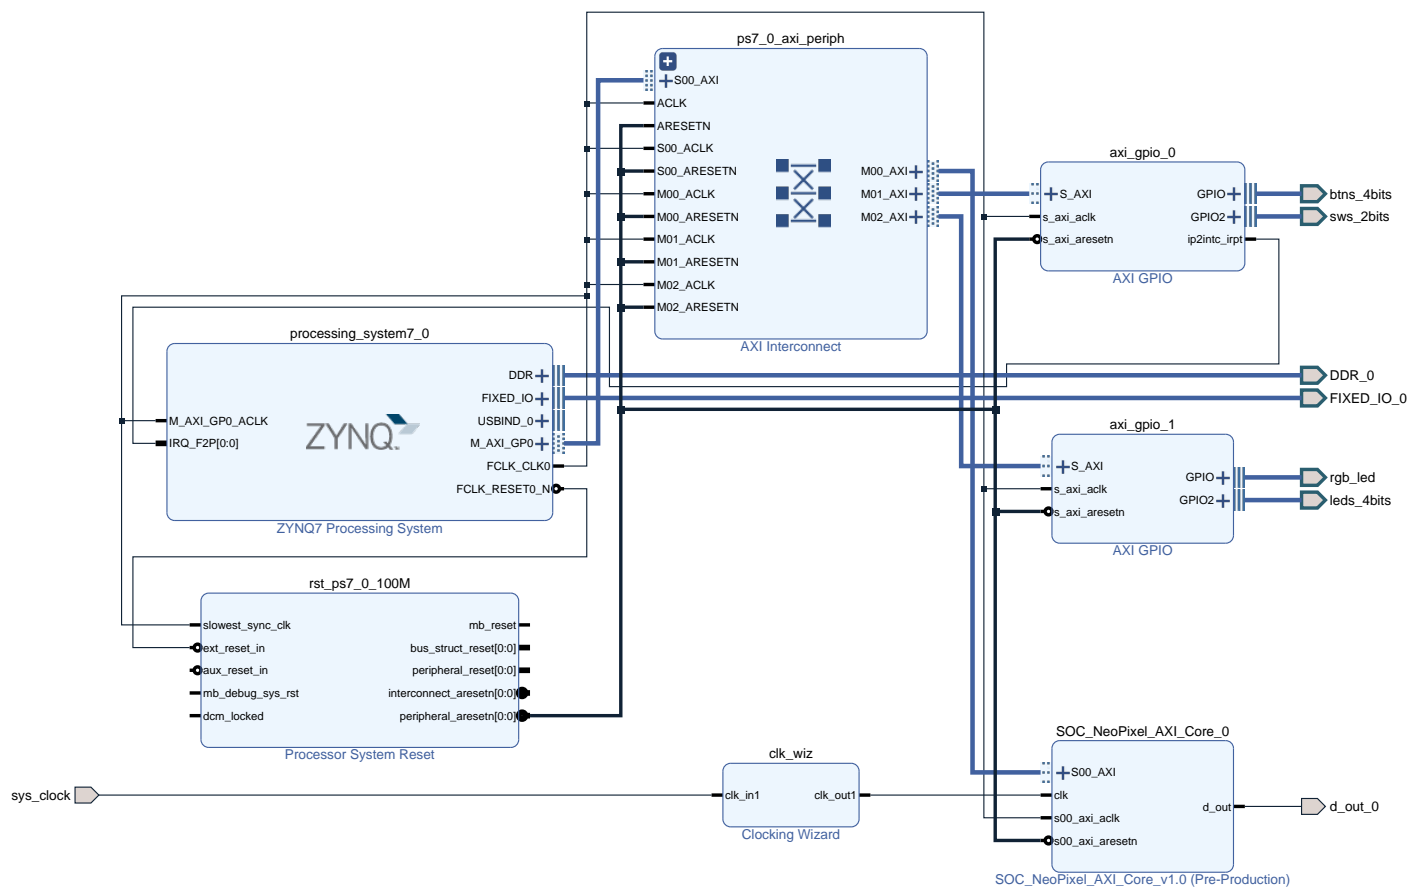 ps7_0_axi_periph
S00_AXI
ACLK
ARESETN
S00_ACLK
S00_ARESETN
M00_ACLK
M00_ARESETN
M01_ACLK
M01_ARESETN
M02_ACLK
M02_ARESETN
M00_AXI
M01_AXI
M02_AXI
AXI Interconnect
axi_gpio_0
S_AXI
s_axi_aclk
s_axi_aresetn
GPIO
GPIO2
ip2intc_irpt
AXI GPIO
btns_4bits
sws_2bits
processing_system7_0
M_AXI_GP0_ACLK
IRQ_F2P[0:0]
ZYNQ
DDR
FIXED_IO
USBIND_0
M_AXI_GP0
FCLK_CLK0
FCLK_RESET0_N
ZYNQ7 Processing System
DDR_0
FIXED_IO_0
axi_gpio_1
S_AXI
s_axi_aclk
s_axi_aresetn
GPIO
GPIO2
AXI GPIO
rgb_led
leds_4bits
rst_ps7_0_100M
slowest_sync_clk
ext_reset_in
aux_reset_in
mb_debug_sys_rst
dcm_locked
mb_reset
bus_struct_reset[0:0]
peripheral_reset[0:0]
interconnect_aresetn[0:0]
peripheral_aresetn[0:0]
Processor System Reset
sys_clock
clk_wiz
clk_in1
clk_out1
Clocking Wizard
SOC_NeoPixel_AXI_Core_0
S00_AXI
clk
s00_axi_aclk
s00_axi_aresetn
d_out
SOC_NeoPixel_AXI_Core_v1.0 (Pre-Production)
d_out_0